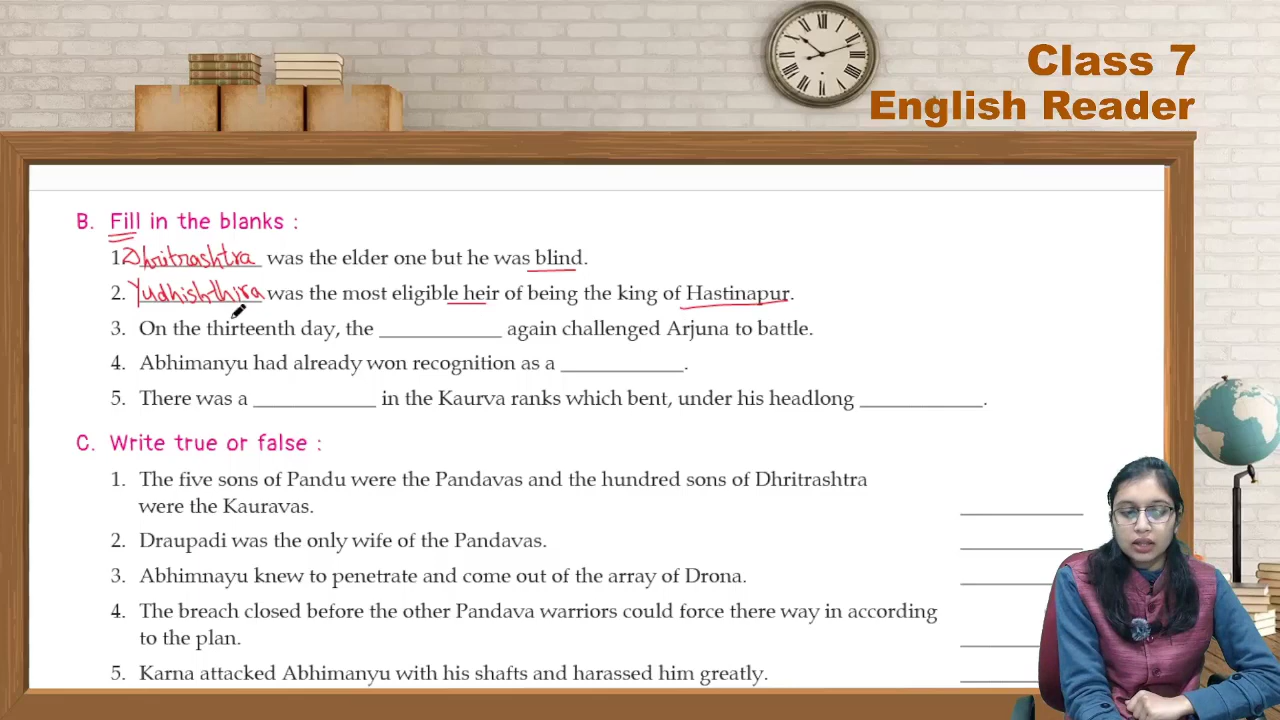 Class 7
English Reader
B. Fill in the blanks :
1. Dhritrashtra was the elder one but he was blind.
2. Yudhishthira was the most eligible heir of being the king of Hastinapur.
3. On the thirteenth day, the ____________ again challenged Arjuna to battle.
4. Abhimanyu had already won recognition as a ____________.
5. There was a ____________ in the Kaurva ranks which bent, under his headlong ____________.
C. Write true or false :
1. The five sons of Pandu were the Pandavas and the hundred sons of Dhritrashtra
were the Kauravas. ____________
2. Draupadi was the only wife of the Pandavas. ____________
3. Abhimnayu knew to penetrate and come out of the array of Drona. ____________
4. The breach closed before the other Pandava warriors could force there way in according
to the plan. ____________
5. Karna attacked Abhimanyu with his shafts and harassed him greatly. ____________